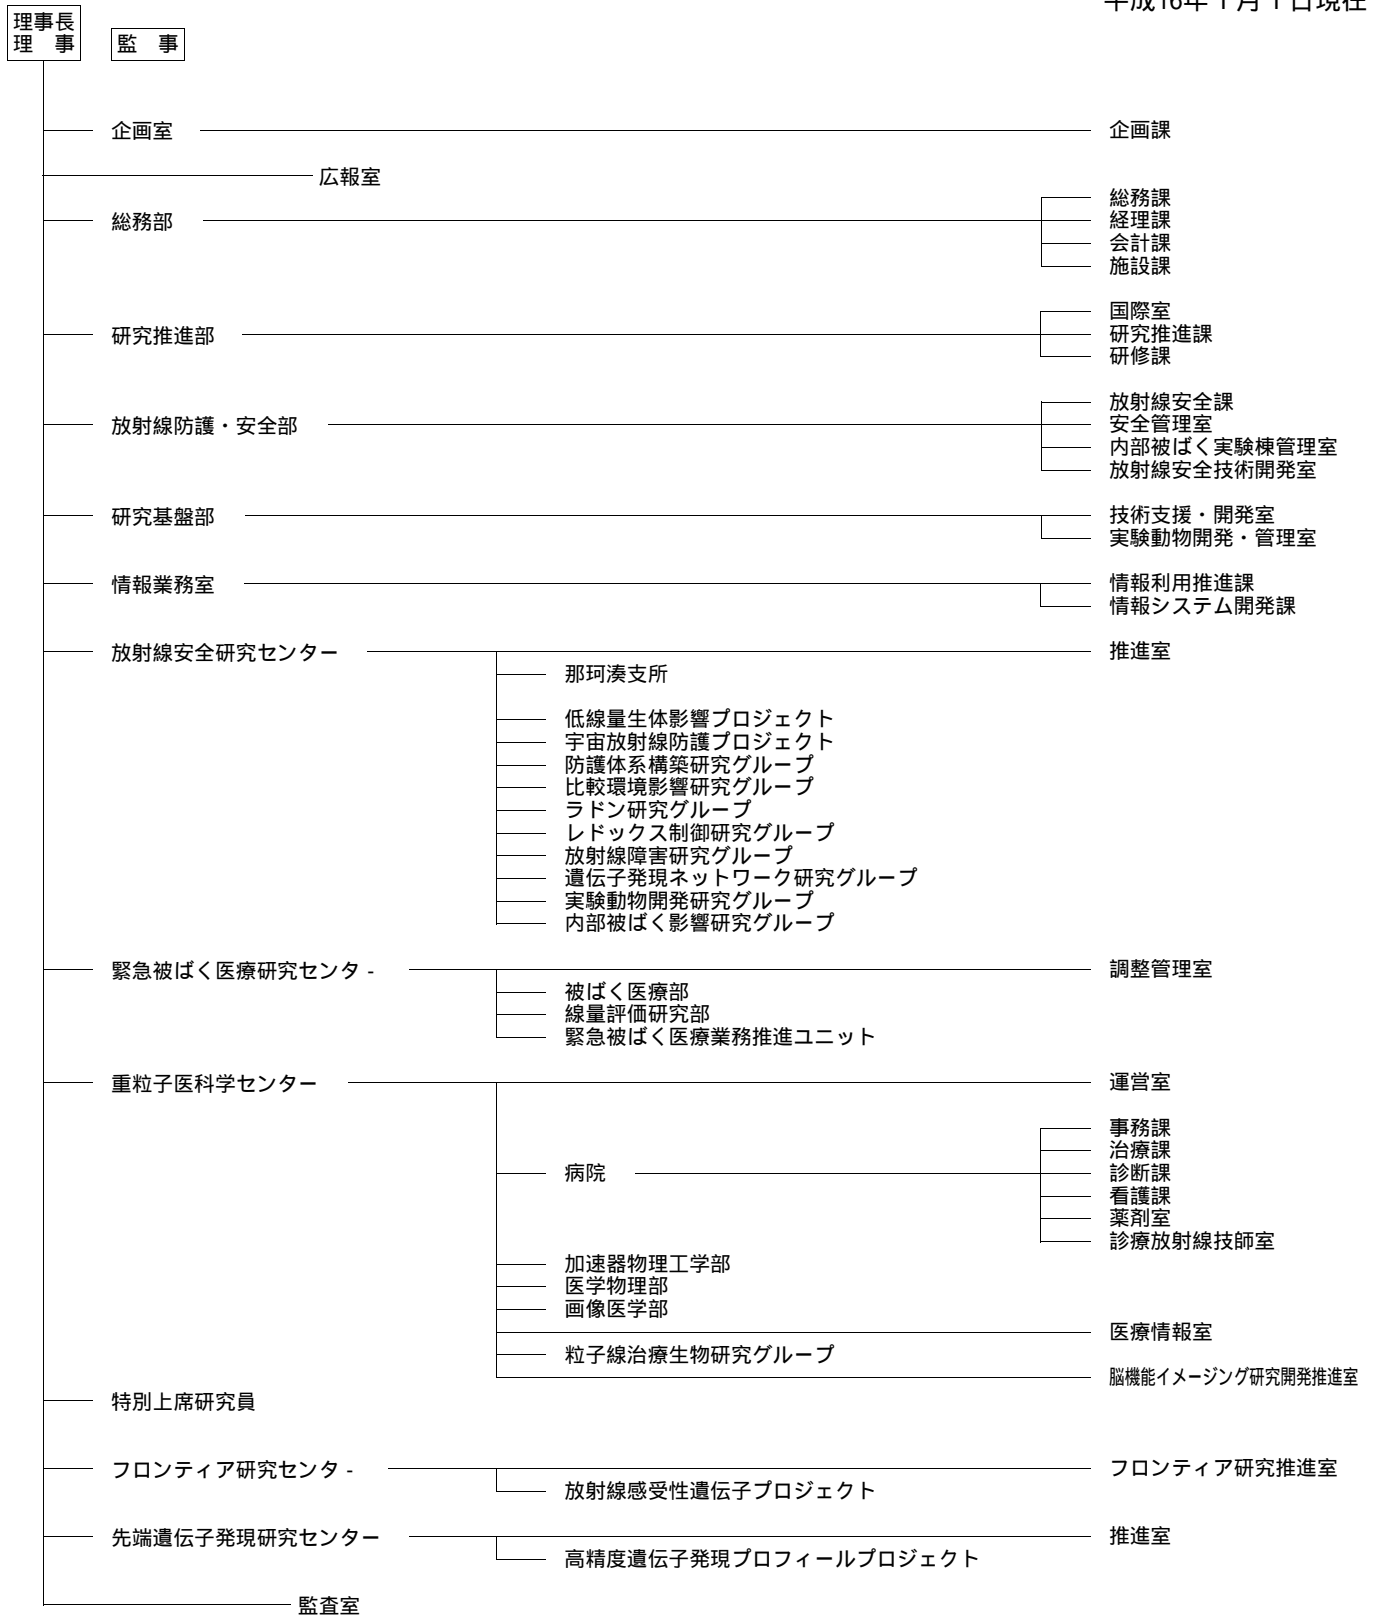 平成16年1月1日現在
理事長
理　事
監　事
企画室
企画課
広報室
総務部
総務課
経理課
会計課
施設課
研究推進部
国際室
研究推進課
研修課
放射線防護・安全部
放射線安全課
安全管理室
内部被ばく実験棟管理室
放射線安全技術開発室
研究基盤部
技術支援・開発室
実験動物開発・管理室
情報業務室
情報利用推進課
情報システム開発課
放射線安全研究センター
推進室
那珂湊支所
低線量生体影響プロジェクト
宇宙放射線防護プロジェクト
防護体系構築研究グループ
比較環境影響研究グループ
ラドン研究グループ
レドックス制御研究グループ
放射線障害研究グループ
遺伝子発現ネットワーク研究グループ
実験動物開発研究グループ
内部被ばく影響研究グループ
緊急被ばく医療研究センタ-
調整管理室
被ばく医療部
線量評価研究部
緊急被ばく医療業務推進ユニット
重粒子医科学センター
運営室
病院
事務課
治療課
診断課
看護課
薬剤室
診療放射線技師室
加速器物理工学部
医学物理部
画像医学部
医療情報室
粒子線治療生物研究グループ
脳機能イメージング研究開発推進室
特別上席研究員
フロンティア研究センタ-
フロンティア研究推進室
放射線感受性遺伝子プロジェクト
先端遺伝子発現研究センター
推進室
高精度遺伝子発現プロフィールプロジェクト
監査室